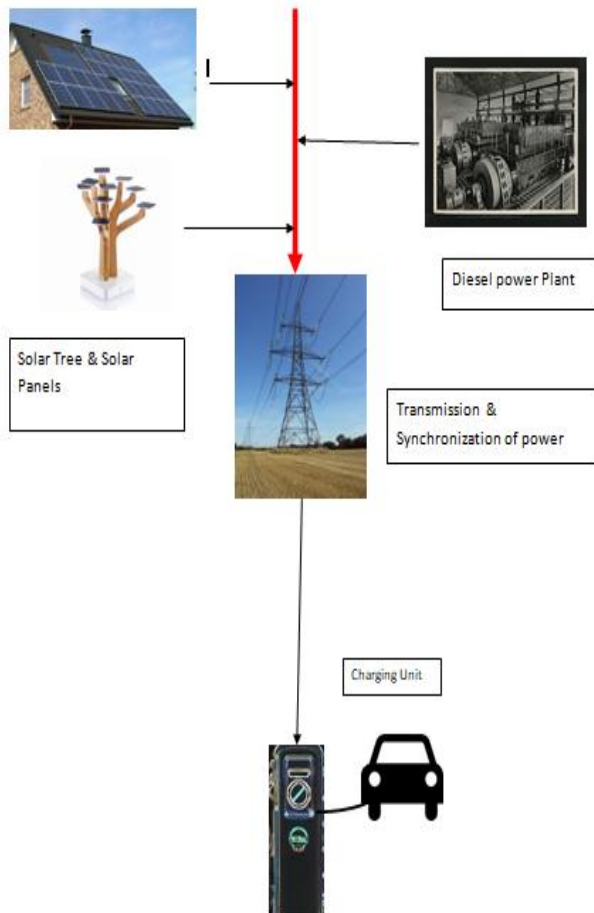 Diesel power Plant
Solar Tree & Solar
Panels
Transmission &
Synchronization of power
Charging Unit